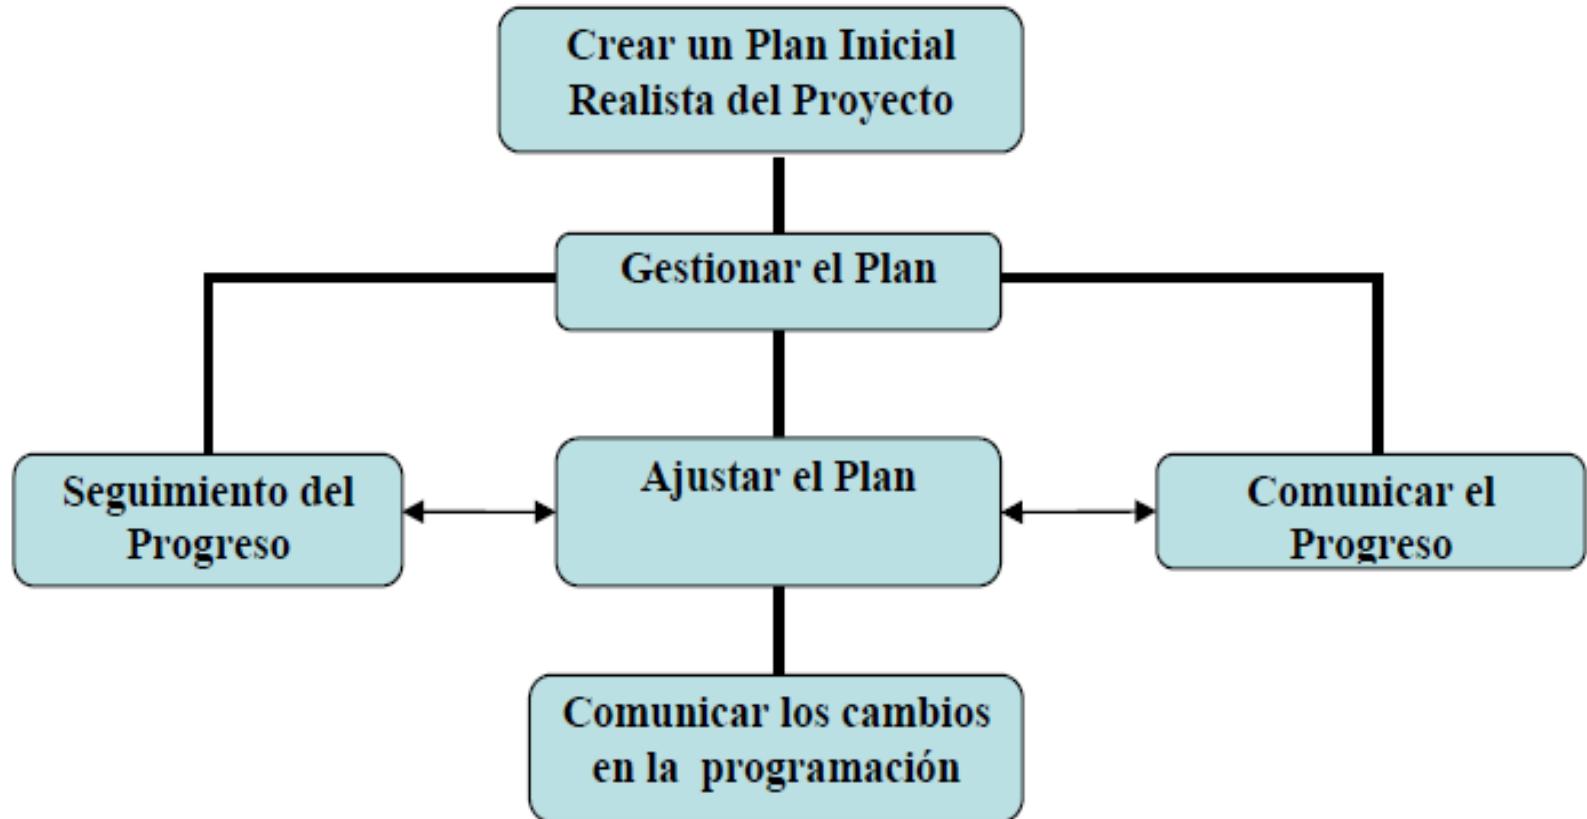 Crear un Plan Inicial
Realista del Proyecto
Gestionar el Plan
Seguimiento del
Progreso
Ajustar el Plan
Comunicar el
Progreso
Comunicar los cambios
en la programación